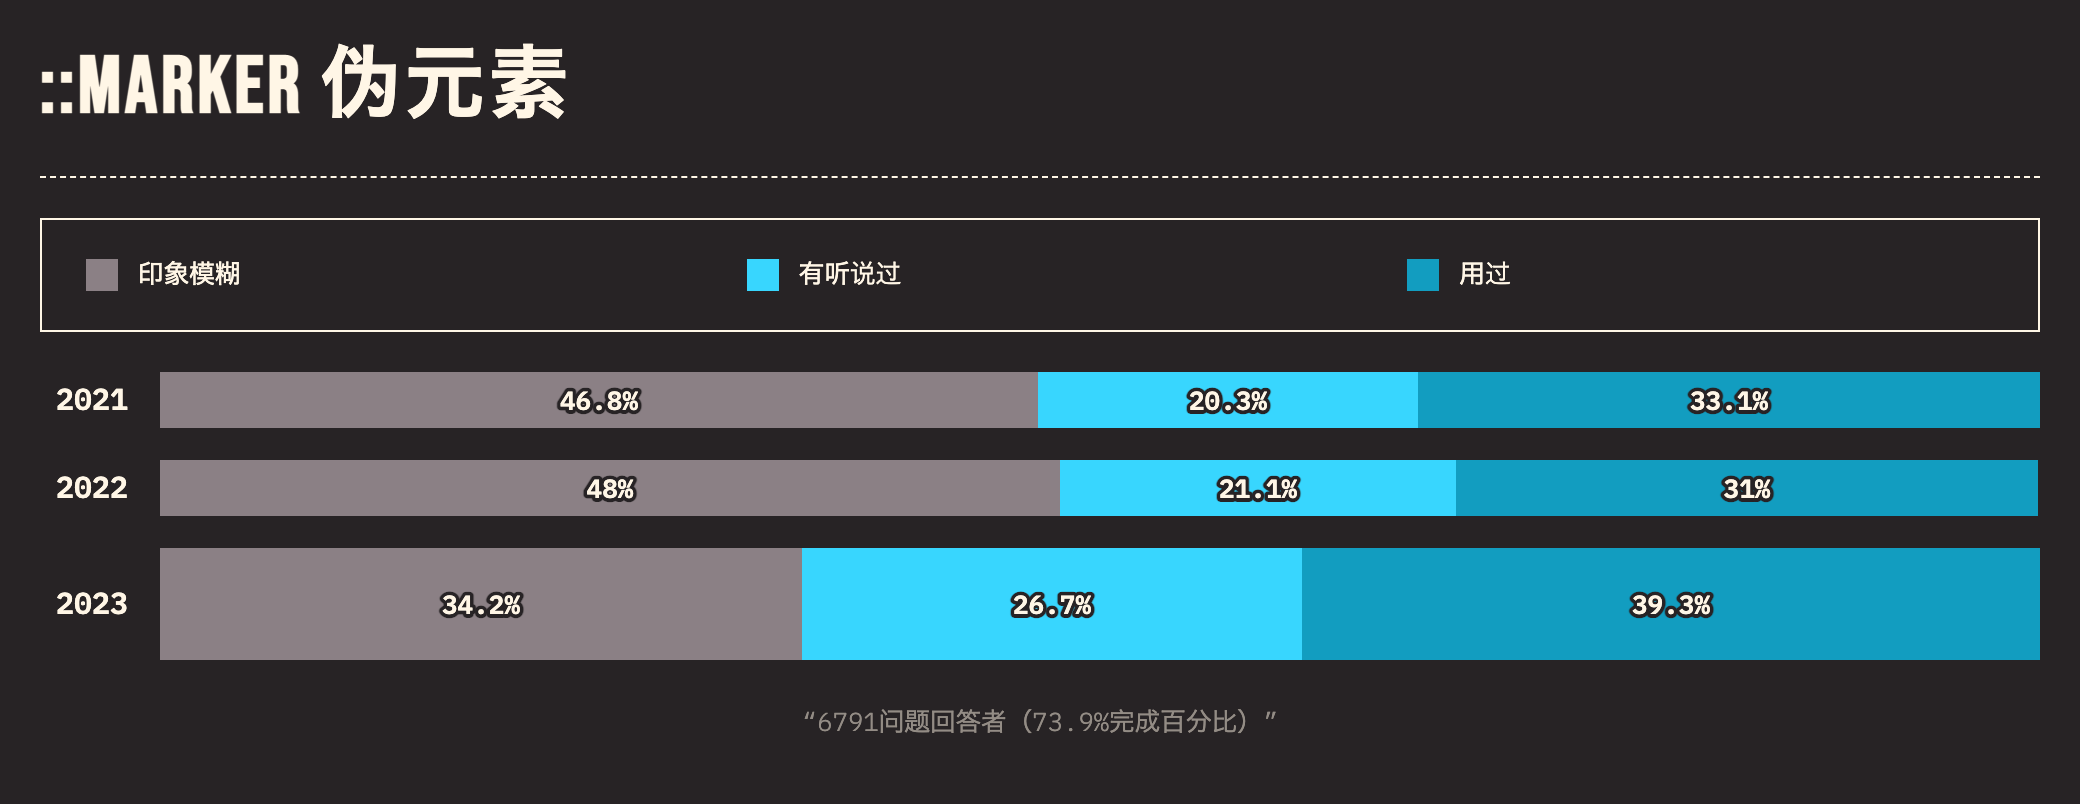 ::MARKER 伪元素
印象模糊 有听说过 用过
2021 46.8% 20.3% 33.1%
2022 48% 21.1% 31%
2023 34.2% 26.7% 39.3%
“6791问题回答者（73.9%完成百分比）”